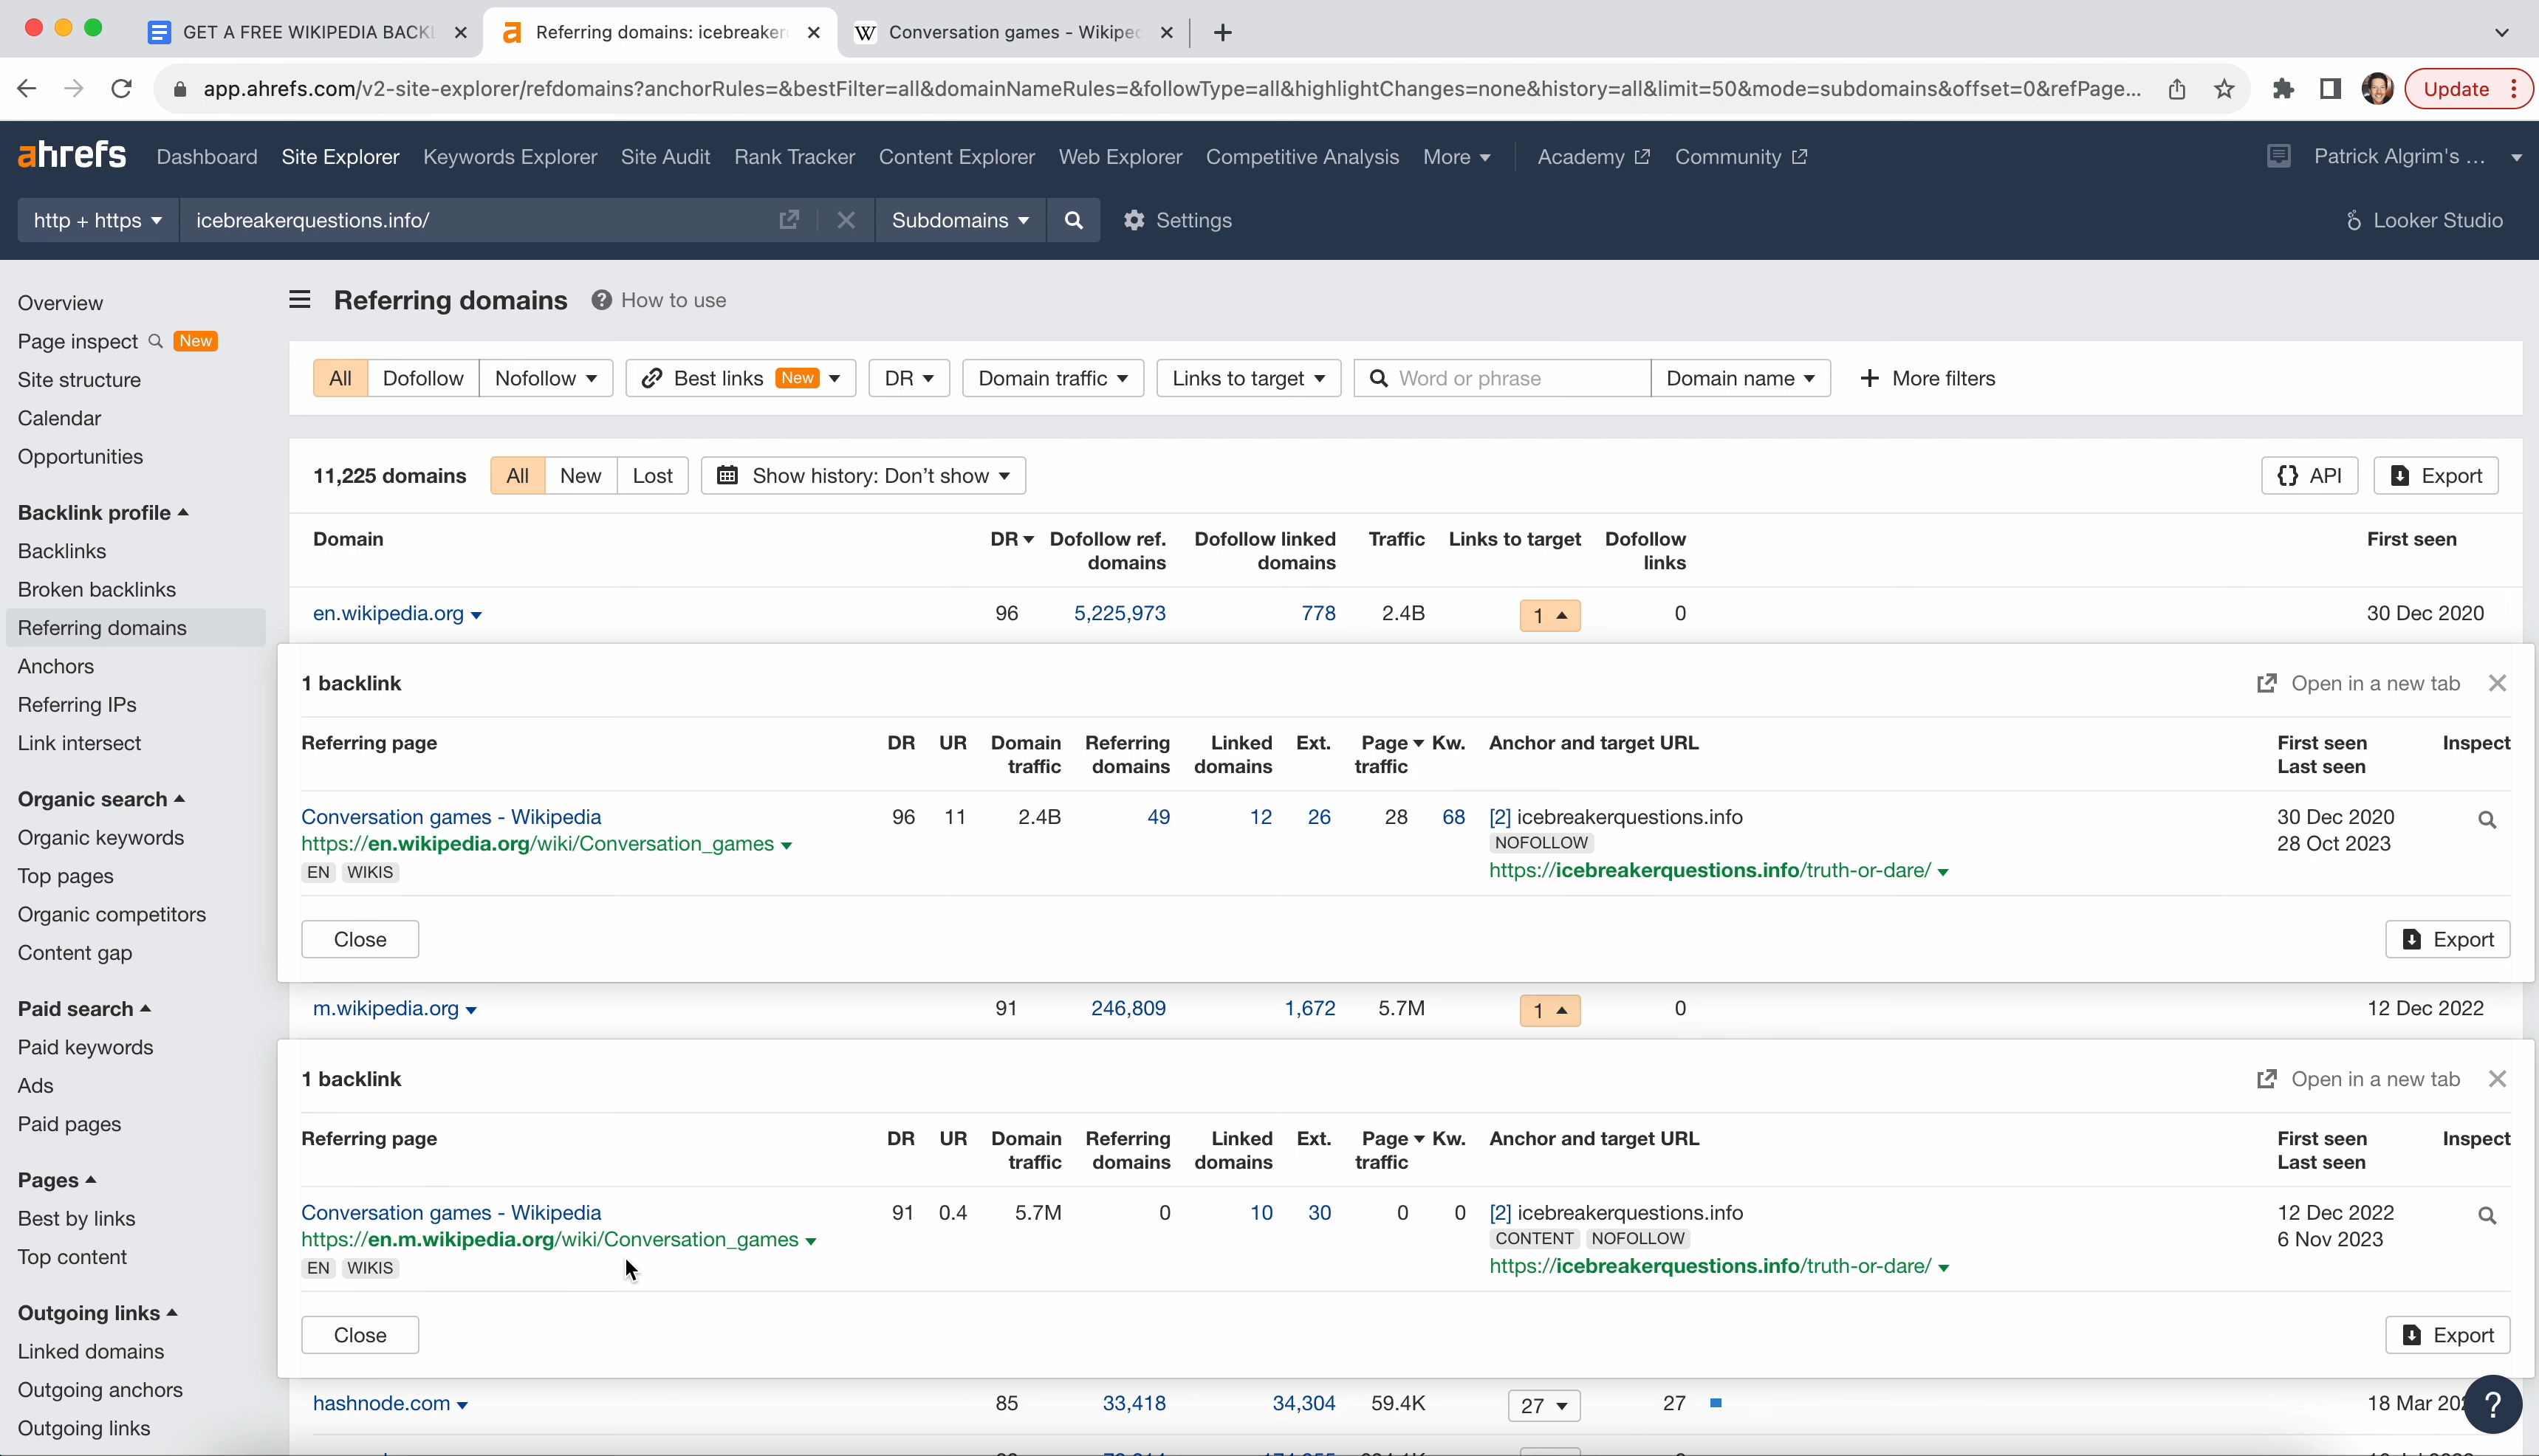 GET A FREE WIKIPEDIA BACKL
Referring domains: icebreaker
Conversation games - Wikiped
app.ahrefs.com/v2-site-explorer/refdomains?anchorRules=&bestFilter=all&domainNameRules=&followType=all&highlightChanges=none&history=all&limit=50&mode=subdomains&offset=0&refPage...
Update
ahrefs Dashboard Site Explorer Keywords Explorer Site Audit Rank Tracker Content Explorer Web Explorer Competitive Analysis More Academy Community Patrick Algrim's ...
http + https icebreakerquestions.info/ Subdomains Settings Looker Studio
Overview
Page inspect New
Site structure
Calendar
Opportunities
Backlink profile
Backlinks
Broken backlinks
Referring domains
Anchors
Referring IPs
Link intersect
Organic search
Organic keywords
Top pages
Organic competitors
Content gap
Paid search
Paid keywords
Ads
Paid pages
Pages
Best by links
Top content
Outgoing links
Linked domains
Outgoing anchors
Outgoing links
Referring domains ? How to use
All Dofollow Nofollow Best links New DR Domain traffic Links to target Word or phrase Domain name + More filters
11,225 domains All New Lost Show history: Don't show {} API Export
Domain DR Dofollow ref. domains Dofollow linked domains Traffic Links to target Dofollow links First seen
en.wikipedia.org 96 5,225,973 778 2.4B 1 0 30 Dec 2020
1 backlink Open in a new tab
Referring page DR UR Domain traffic Referring domains Linked domains Ext. Page traffic Kw. Anchor and target URL First seen Last seen Inspect
Conversation games - Wikipedia 96 11 2.4B 49 12 26 28 68 [2] icebreakerquestions.info 30 Dec 2020
https://en.wikipedia.org/wiki/Conversation_games NOFOLLOW 28 Oct 2023
EN WIKIS https://icebreakerquestions.info/truth-or-dare/
Close Export
m.wikipedia.org 91 246,809 1,672 5.7M 1 0 12 Dec 2022
1 backlink Open in a new tab
Referring page DR UR Domain traffic Referring domains Linked domains Ext. Page traffic Kw. Anchor and target URL First seen Last seen Inspect
Conversation games - Wikipedia 91 0.4 5.7M 0 10 30 0 0 [2] icebreakerquestions.info 12 Dec 2022
https://en.m.wikipedia.org/wiki/Conversation_games CONTENT NOFOLLOW 6 Nov 2023
EN WIKIS https://icebreakerquestions.info/truth-or-dare/
Close Export
hashnode.com 85 33,418 34,304 59.4K 27 27 18 Mar 202
?